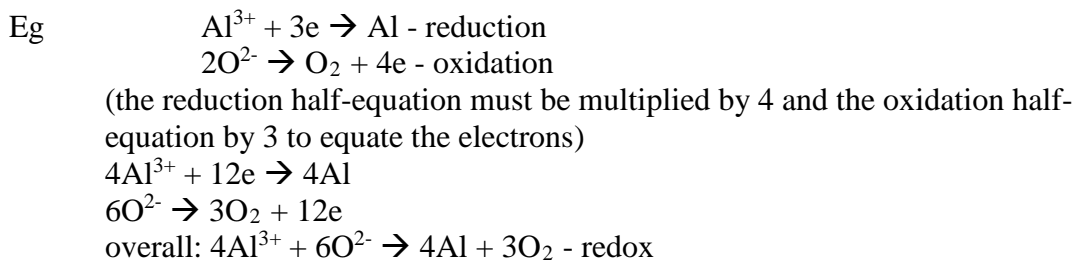 Eg Al³⁺ + 3e → Al - reduction
2O²⁻ → O₂ + 4e - oxidation
(the reduction half-equation must be multiplied by 4 and the oxidation half-
equation by 3 to equate the electrons)
4Al³⁺ + 12e → 4Al
6O²⁻ → 3O₂ + 12e
overall: 4Al³⁺ + 6O²⁻ → 4Al + 3O₂ - redox